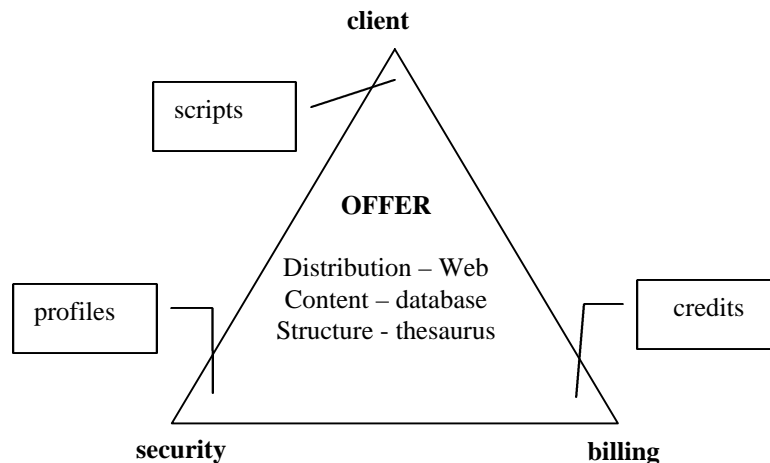 client
scripts
OFFER
Distribution – Web
Content – database
Structure - thesaurus
profiles
credits
security
billing